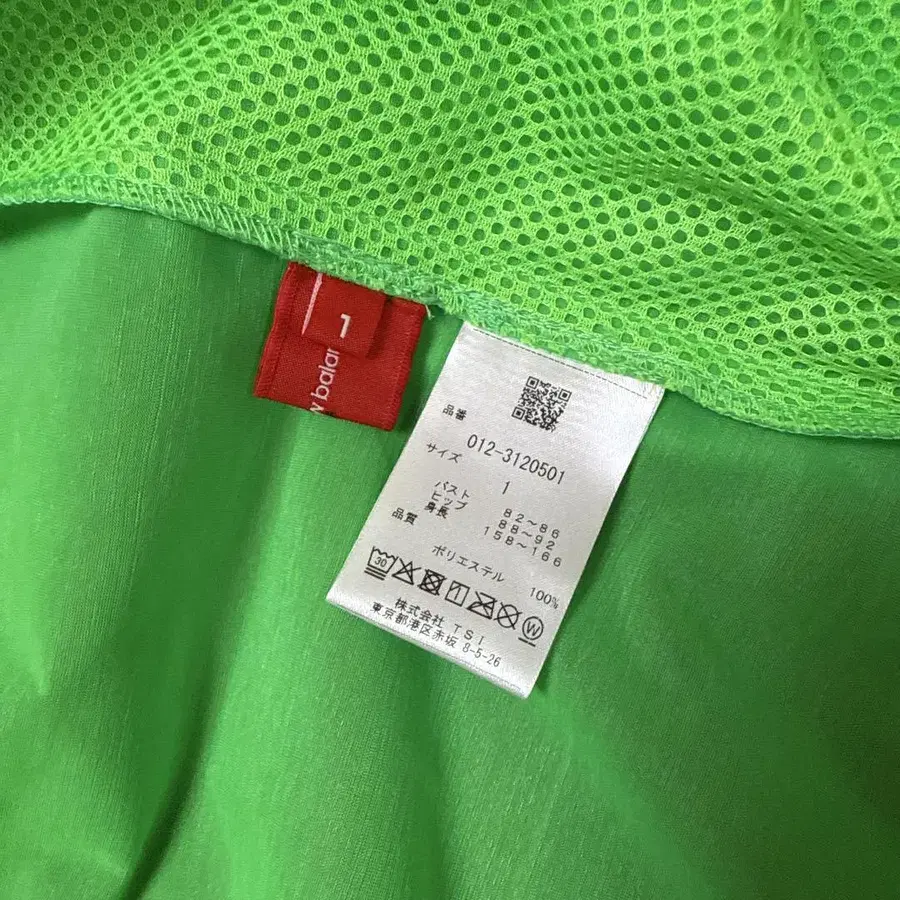 1
w balan
品番
012-3120501
サイズ
1
バスト 82〜86
ヒップ 88〜92
身長 158〜166
品質
ポリエステル 100%
30
W
株式会社 TSI
東京都港区赤坂 8-5-26